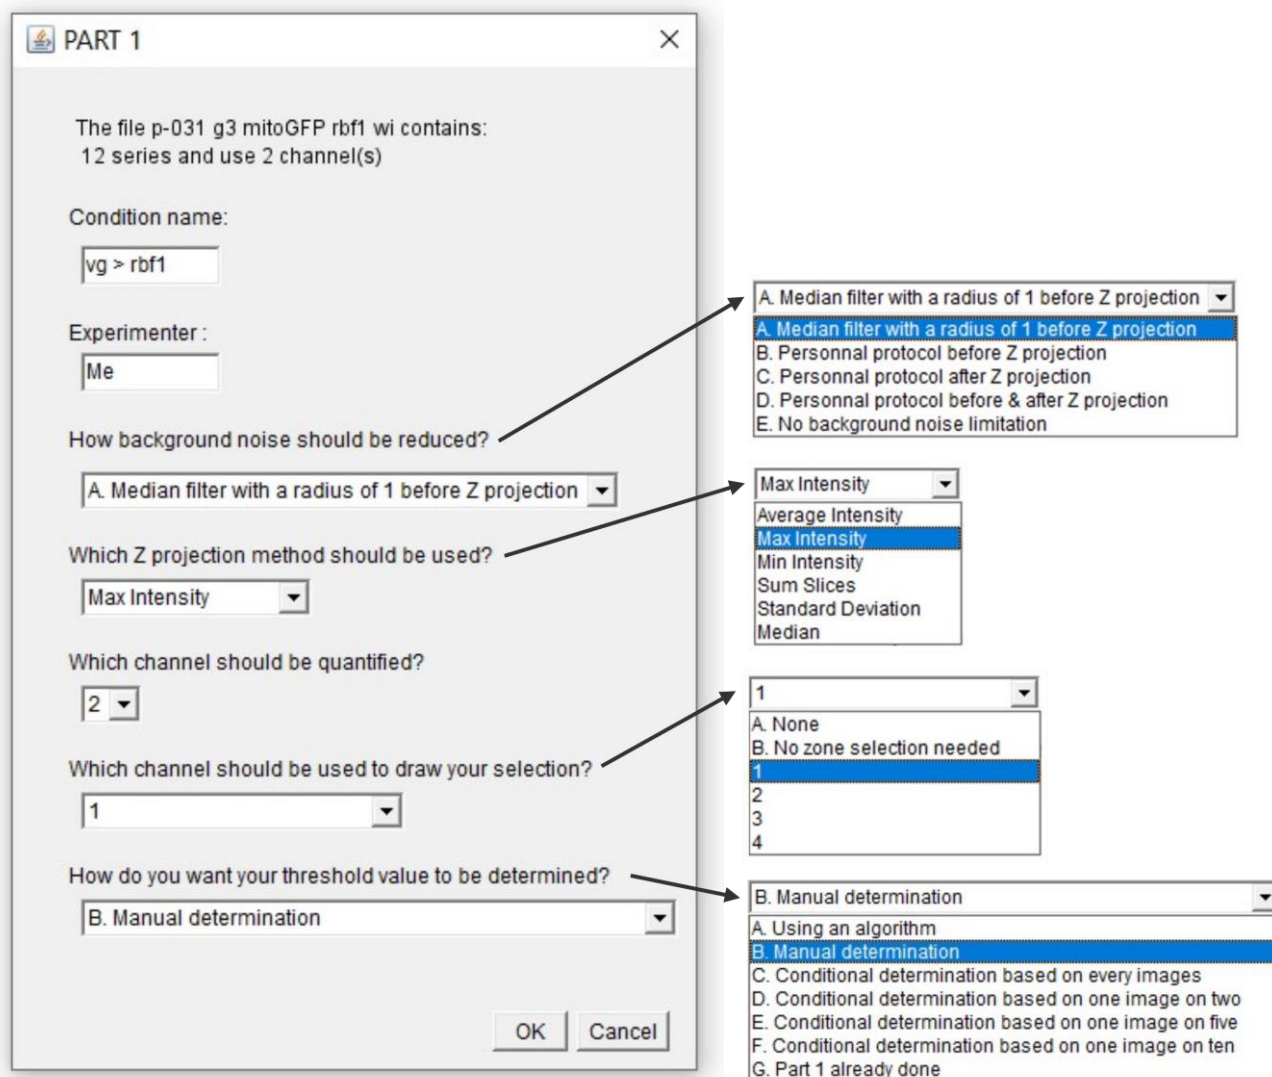 PART 1
The file p-031 g3 mitoGFP rbf1 wi contains:
12 series and use 2 channel(s)
Condition name:
vg > rbf1
Experimenter :
Me
How background noise should be reduced?
A. Median filter with a radius of 1 before Z projection
Which Z projection method should be used?
Max Intensity
Which channel should be quantified?
2
Which channel should be used to draw your selection?
1
How do you want your threshold value to be determined?
B. Manual determination
OK Cancel
A. Median filter with a radius of 1 before Z projection
A. Median filter with a radius of 1 before Z projection
B. Personnal protocol before Z projection
C. Personnal protocol after Z projection
D. Personnal protocol before & after Z projection
E. No background noise limitation
Max Intensity
Average Intensity
Max Intensity
Min Intensity
Sum Slices
Standard Deviation
Median
1
A. None
B. No zone selection needed
1
2
3
4
B. Manual determination
A. Using an algorithm
B. Manual determination
C. Conditional determination based on every images
D. Conditional determination based on one image on two
E. Conditional determination based on one image on five
F. Conditional determination based on one image on ten
G. Part 1 already done